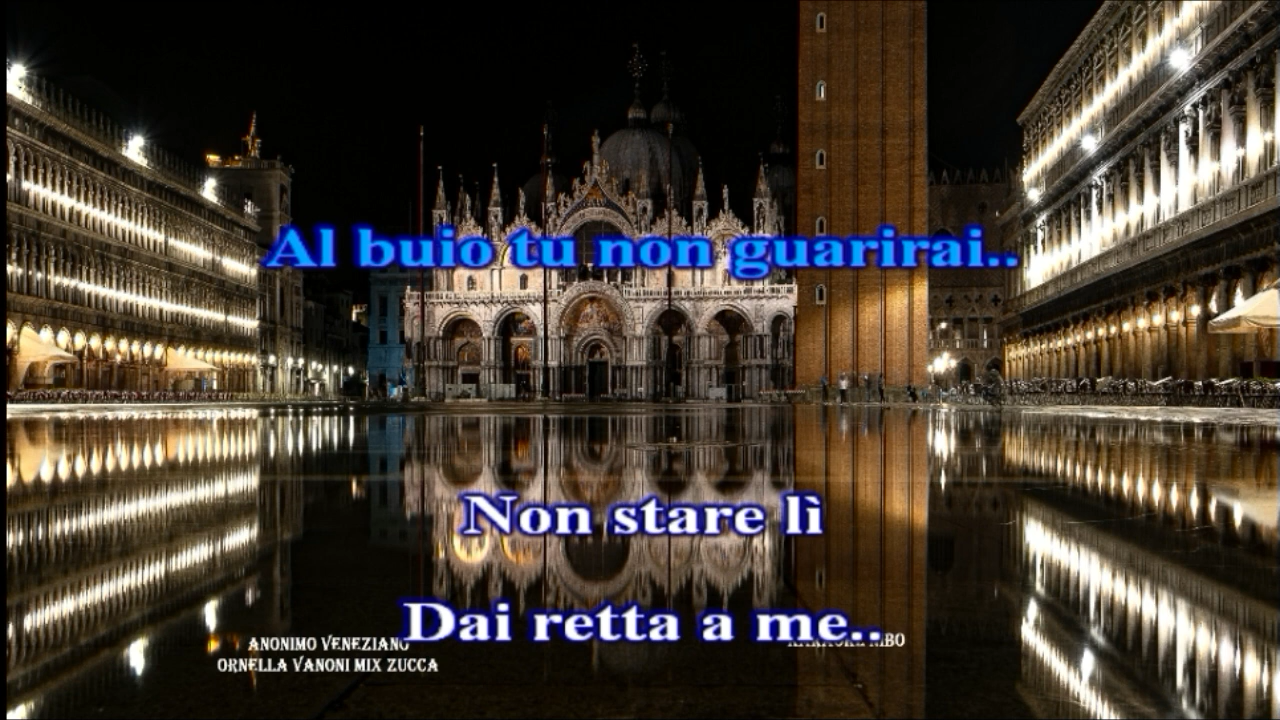 Al buio tu non guarirai..
Non stare lì
Dai retta a me..
ANONIMO VENEZIANO
ORNELLA VANONI MIX ZUCCA